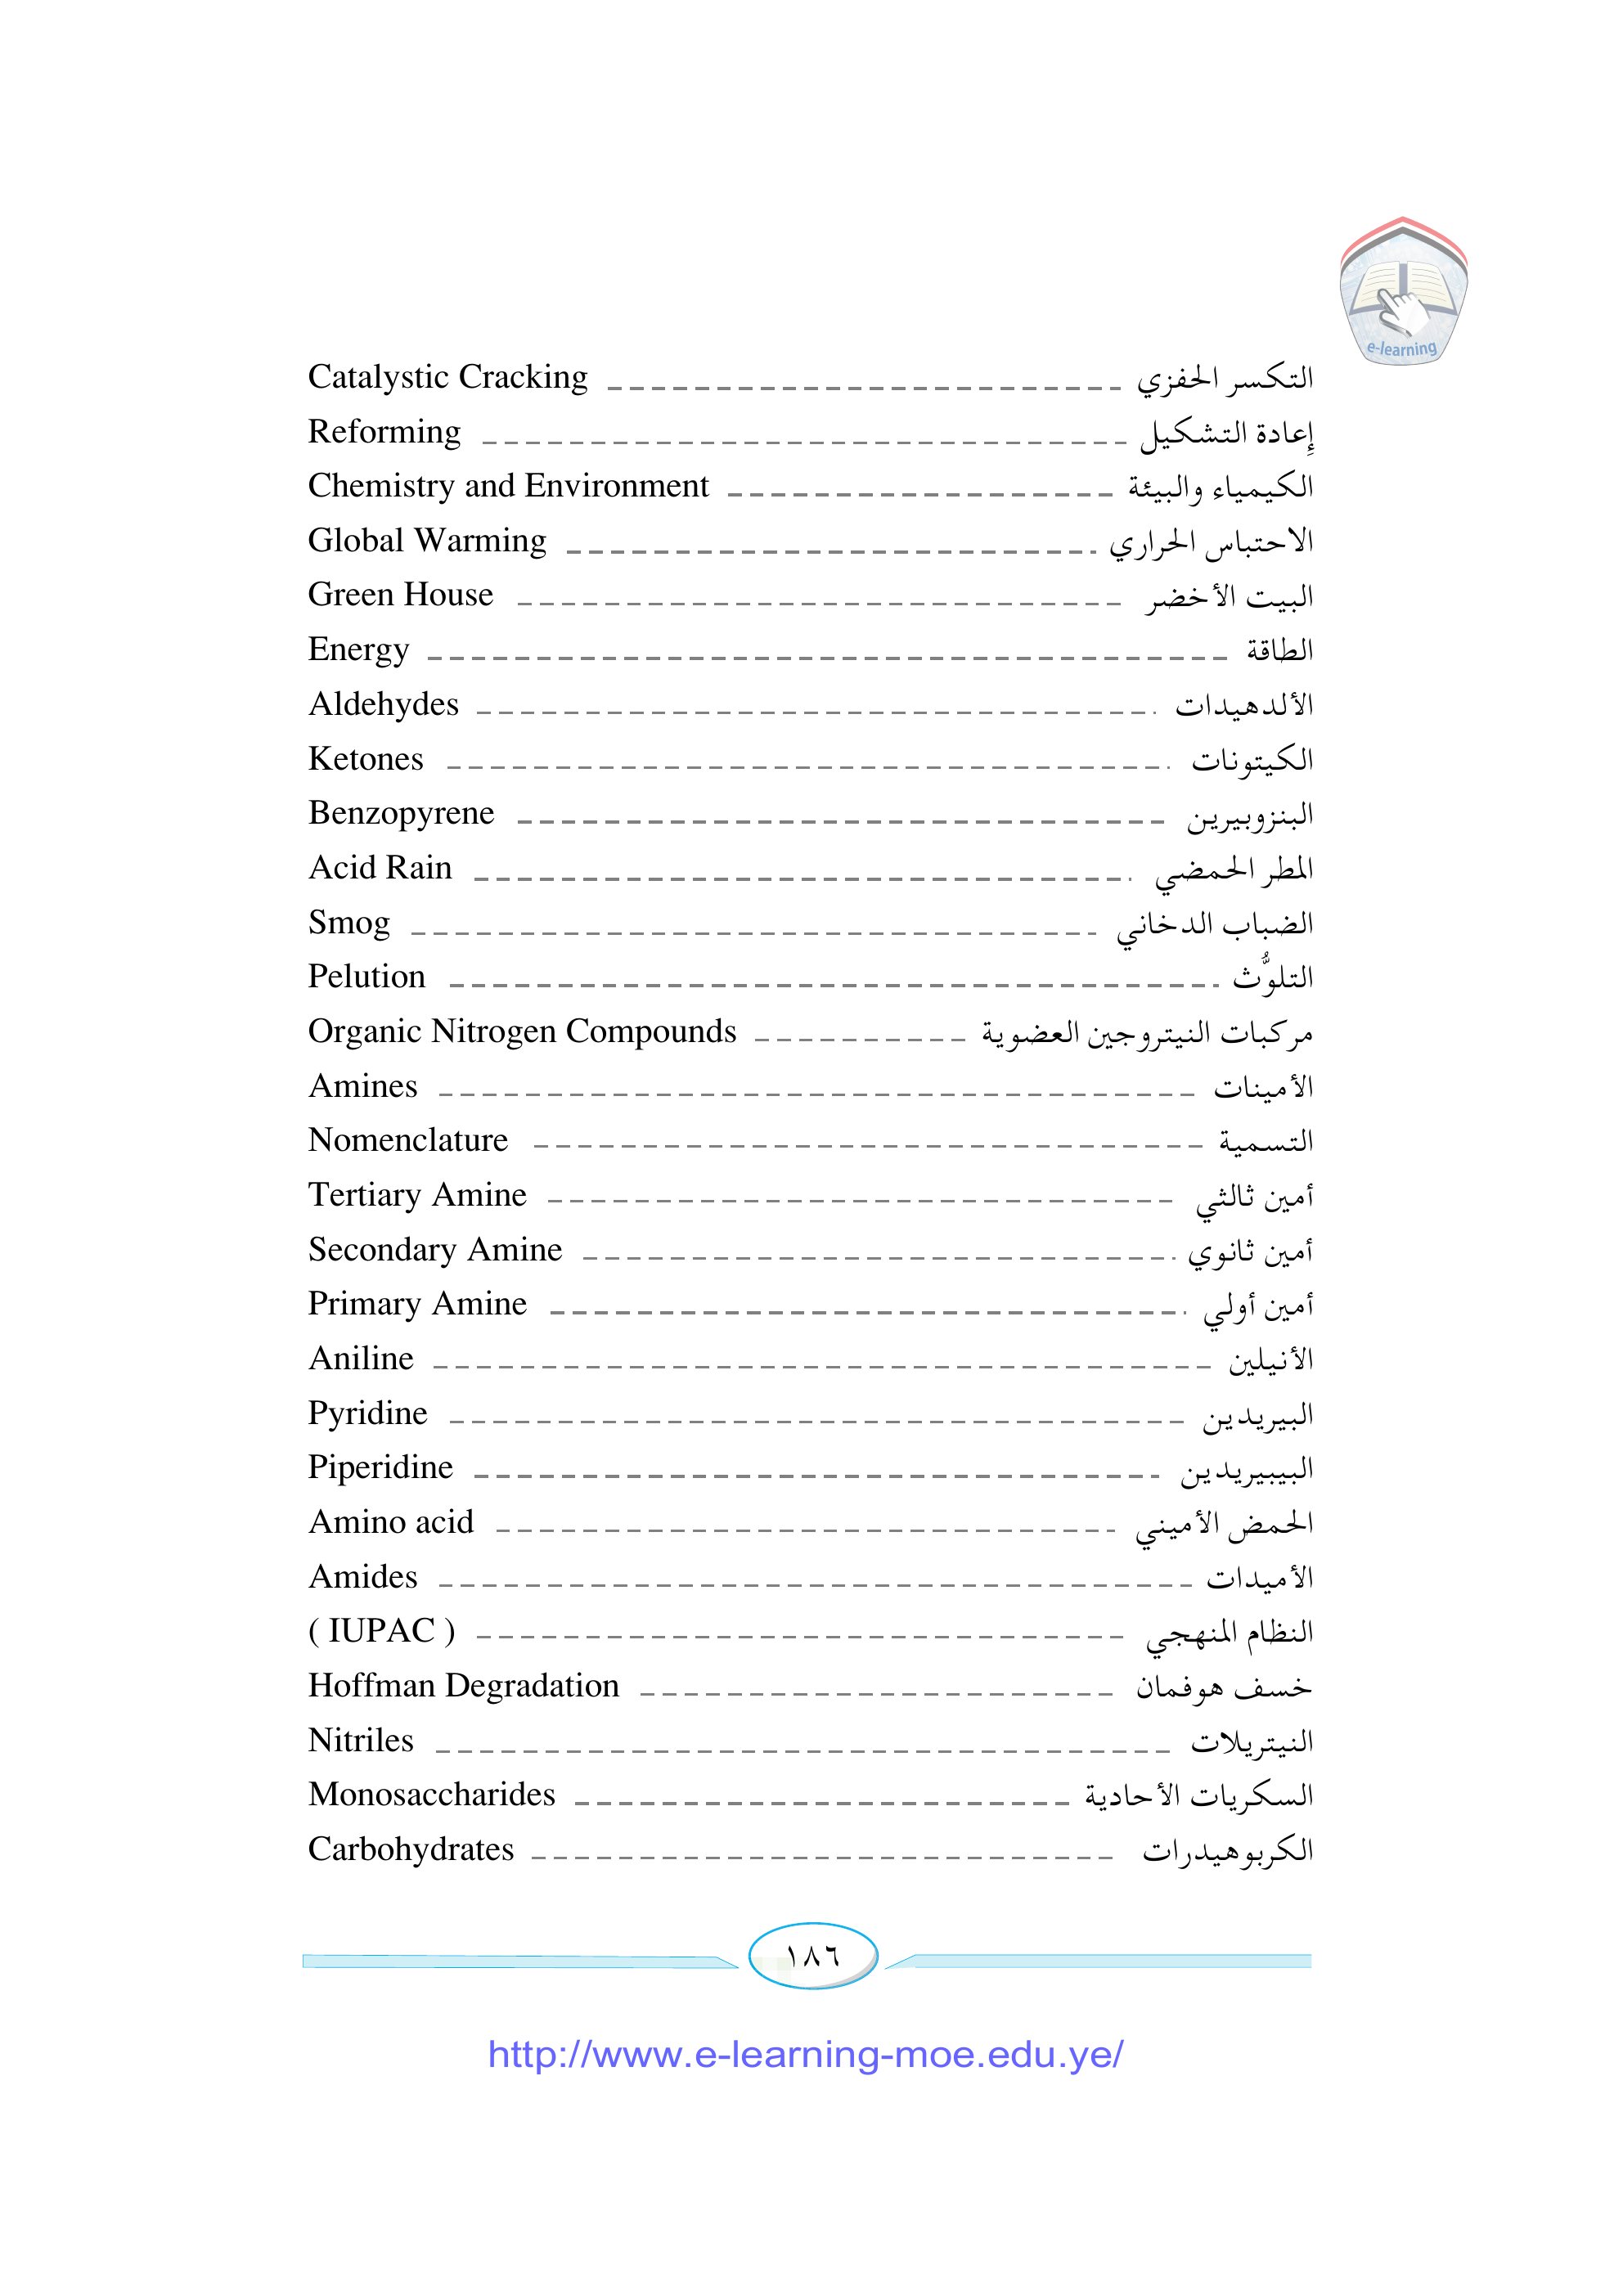 e-learning
Catalystic Cracking التكسر الحفزي
Reforming إعادة التشكيل
Chemistry and Environment الكيمياء والبيئة
Global Warming الاحتباس الحراري
Green House البيت الأخضر
Energy الطاقة
Aldehydes الألدهيدات
Ketones الكيتونات
Benzopyrene البنزوبيرين
Acid Rain المطر الحمضي
Smog الضباب الدخاني
Pelution التلوُّث
Organic Nitrogen Compounds مركبات النيتروجين العضوية
Amines الأمينات
Nomenclature التسمية
Tertiary Amine أمين ثالثي
Secondary Amine أمين ثانوي
Primary Amine أمين أولي
Aniline الأنيلين
Pyridine البيريدين
Piperidine البيبيريدين
Amino acid الحمض الأميني
Amides الأميدات
( IUPAC ) النظام المنهجي
Hoffman Degradation خسف هوفمان
Nitriles النيتريلات
Monosaccharides السكريات الأحادية
Carbohydrates الكربوهيدرات
١٨٦
http://www.e-learning-moe.edu.ye/